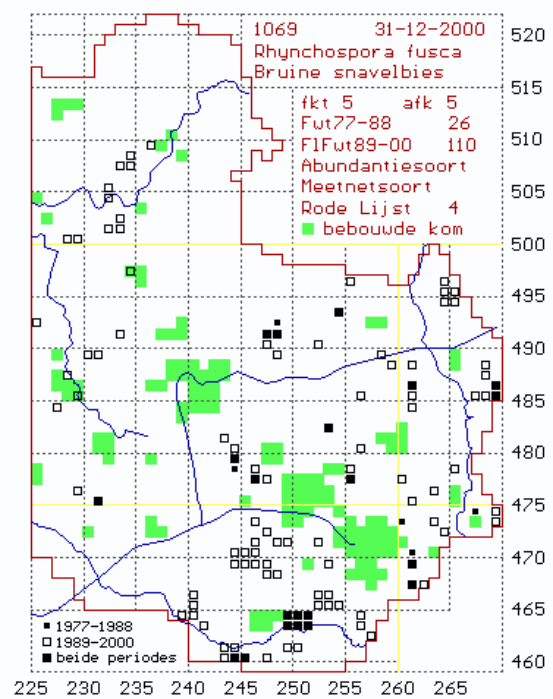 1069 31-12-2000
Rhynchospora fusca
Bruine snavelbies
fkt 5 afk 5
Fwt77-88 26
FlFwt89-00 110
Abundantiesoort
Meetnetsoort
Rode Lijst 4
bebouwde kom
520
515
510
505
500
495
490
485
480
475
470
465
460
1977-1988
1989-2000
beide periodes
225 230 235 240 245 250 255 260 265